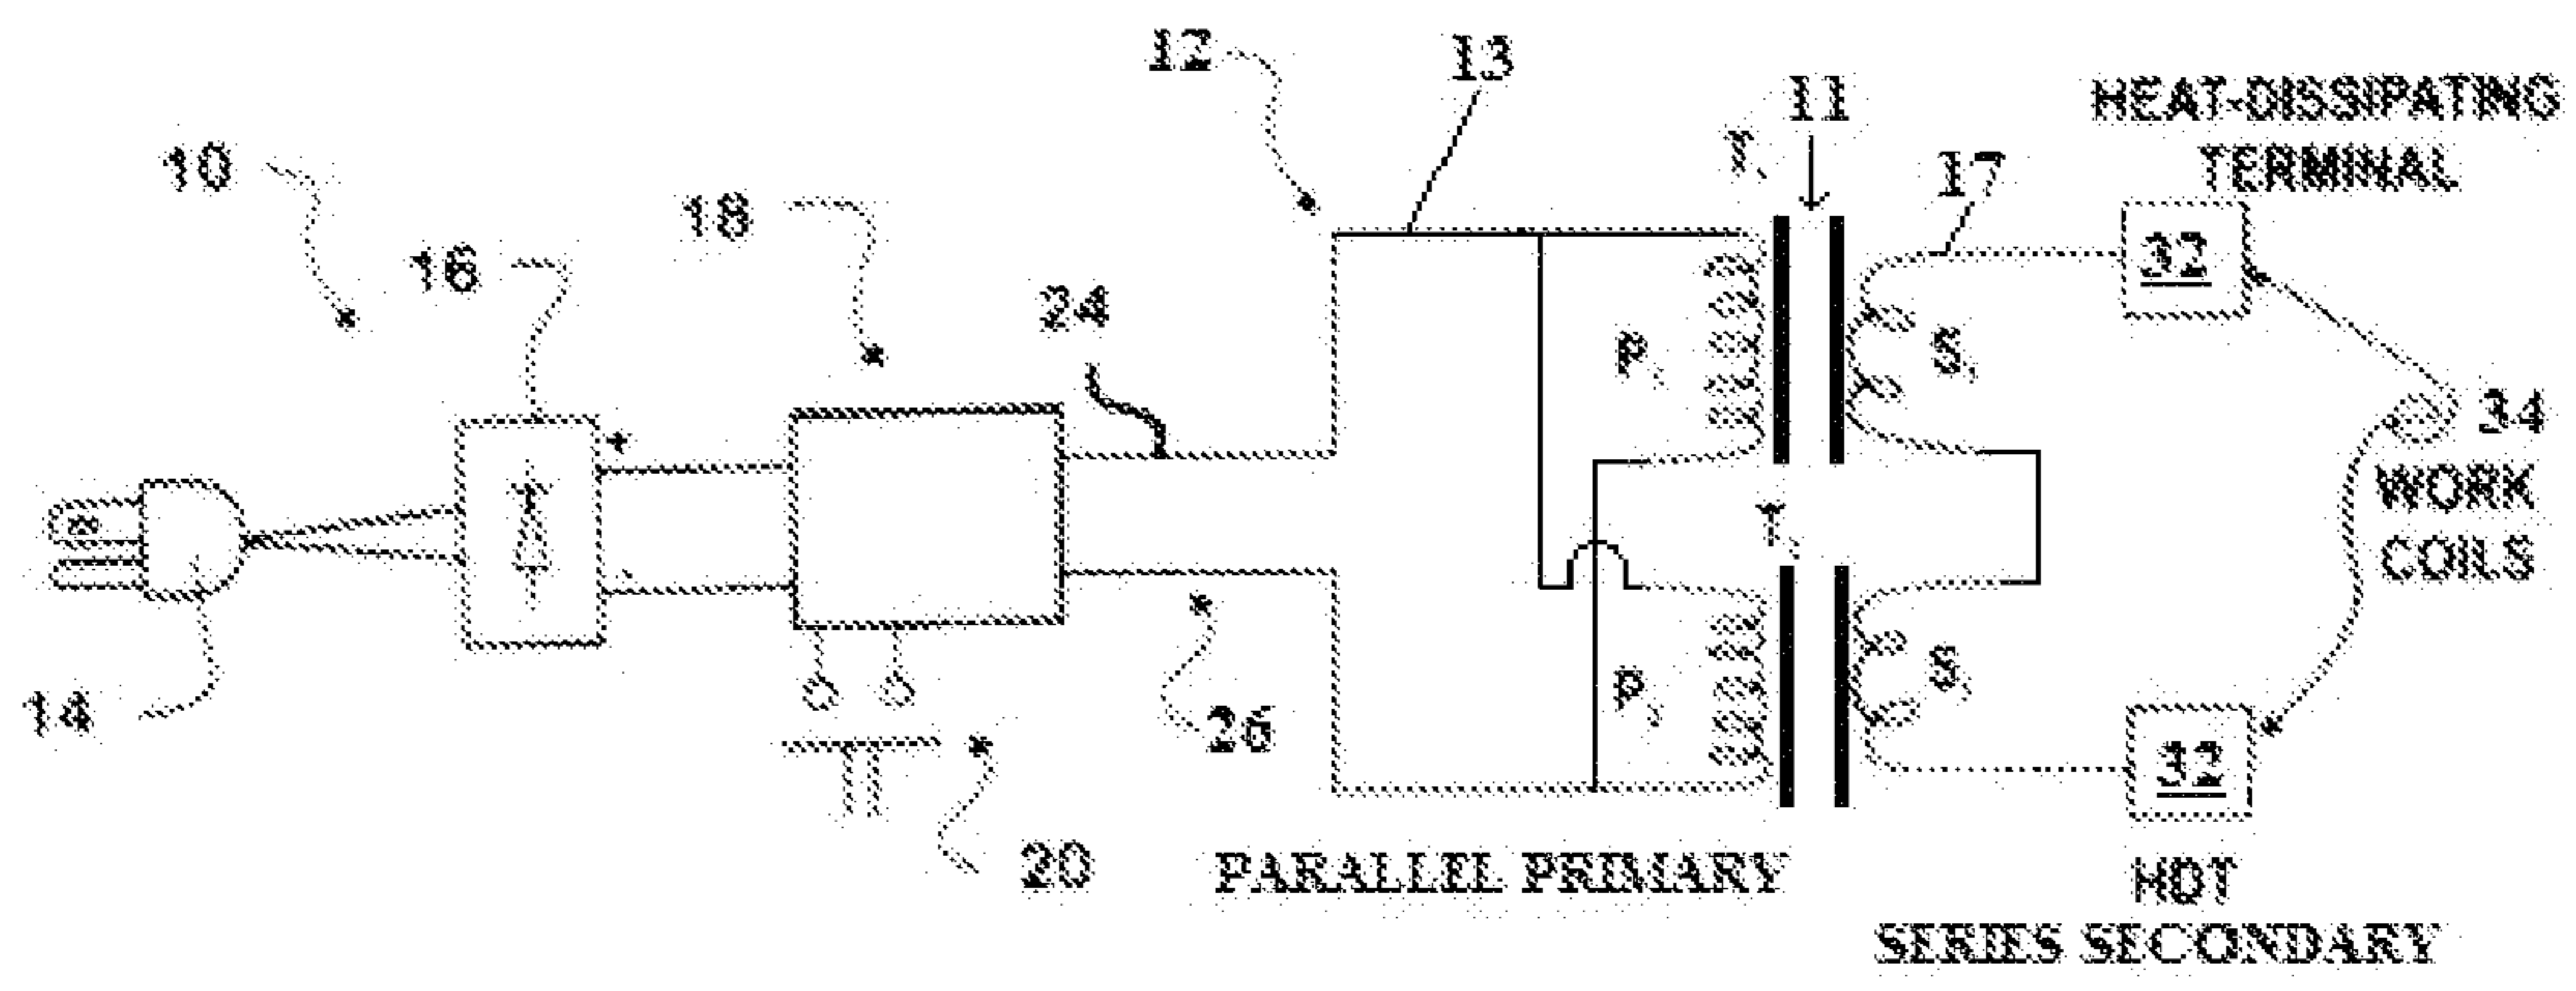 12
13
11
T₁
HEAT-DISSIPATING
TERMINAL
10
17
18
16
32
24
P₁
S₁
34
WORK
COILS
T₂
+
-
P₂
S₂
14
26
32
20
PARALLEL PRIMARY
HDT
SERIES SECONDARY